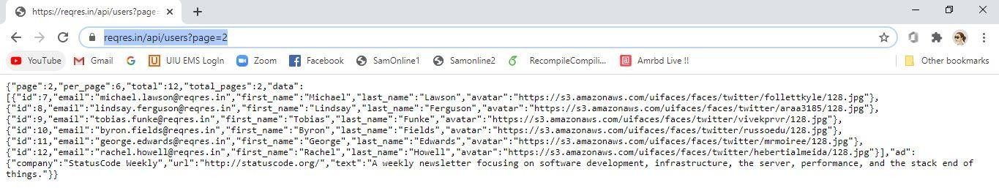 https://reqres.in/api/users?page=
reqres.in/api/users?page=2
YouTube Gmail G UIU EMS LogIn Zoom Facebook SamOnline1 Samonline2 RecompileCompili... Amrbd Live !! Other bookmarks
{"page":2,"per_page":6,"total":12,"total_pages":2,"data":
[{"id":7,"email":"michael.lawson@reqres.in","first_name":"Michael","last_name":"Lawson","avatar":"https://s3.amazonaws.com/uifaces/faces/twitter/follettkyle/128.jpg"},
{"id":8,"email":"lindsay.ferguson@reqres.in","first_name":"Lindsay","last_name":"Ferguson","avatar":"https://s3.amazonaws.com/uifaces/faces/twitter/araa3185/128.jpg"},
{"id":9,"email":"tobias.funke@reqres.in","first_name":"Tobias","last_name":"Funke","avatar":"https://s3.amazonaws.com/uifaces/faces/twitter/vivekprvr/128.jpg"},
{"id":10,"email":"byron.fields@reqres.in","first_name":"Byron","last_name":"Fields","avatar":"https://s3.amazonaws.com/uifaces/faces/twitter/russoedu/128.jpg"},
{"id":11,"email":"george.edwards@reqres.in","first_name":"George","last_name":"Edwards","avatar":"https://s3.amazonaws.com/uifaces/faces/twitter/mrmoiree/128.jpg"},
{"id":12,"email":"rachel.howell@reqres.in","first_name":"Rachel","last_name":"Howell","avatar":"https://s3.amazonaws.com/uifaces/faces/twitter/hebertialmeida/128.jpg"}],"ad":
{"company":"StatusCode Weekly","url":"http://statuscode.org/","text":"A weekly newsletter focusing on software development, infrastructure, the server, performance, and the stack end of
things."}}